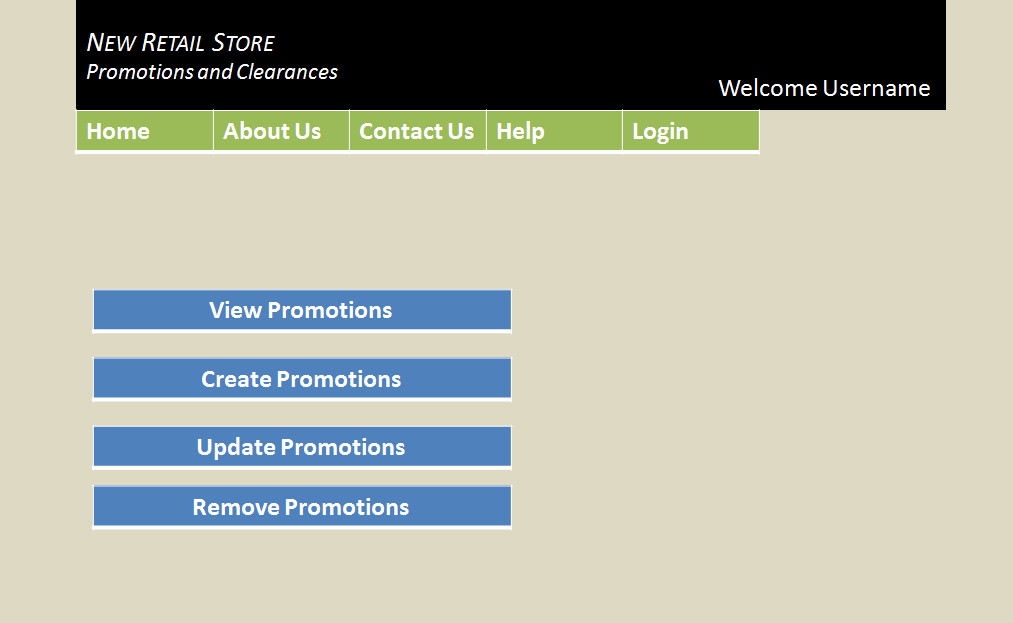 NEW RETAIL STORE
Promotions and Clearances
Welcome Username
Home About Us Contact Us Help Login
View Promotions
Create Promotions
Update Promotions
Remove Promotions